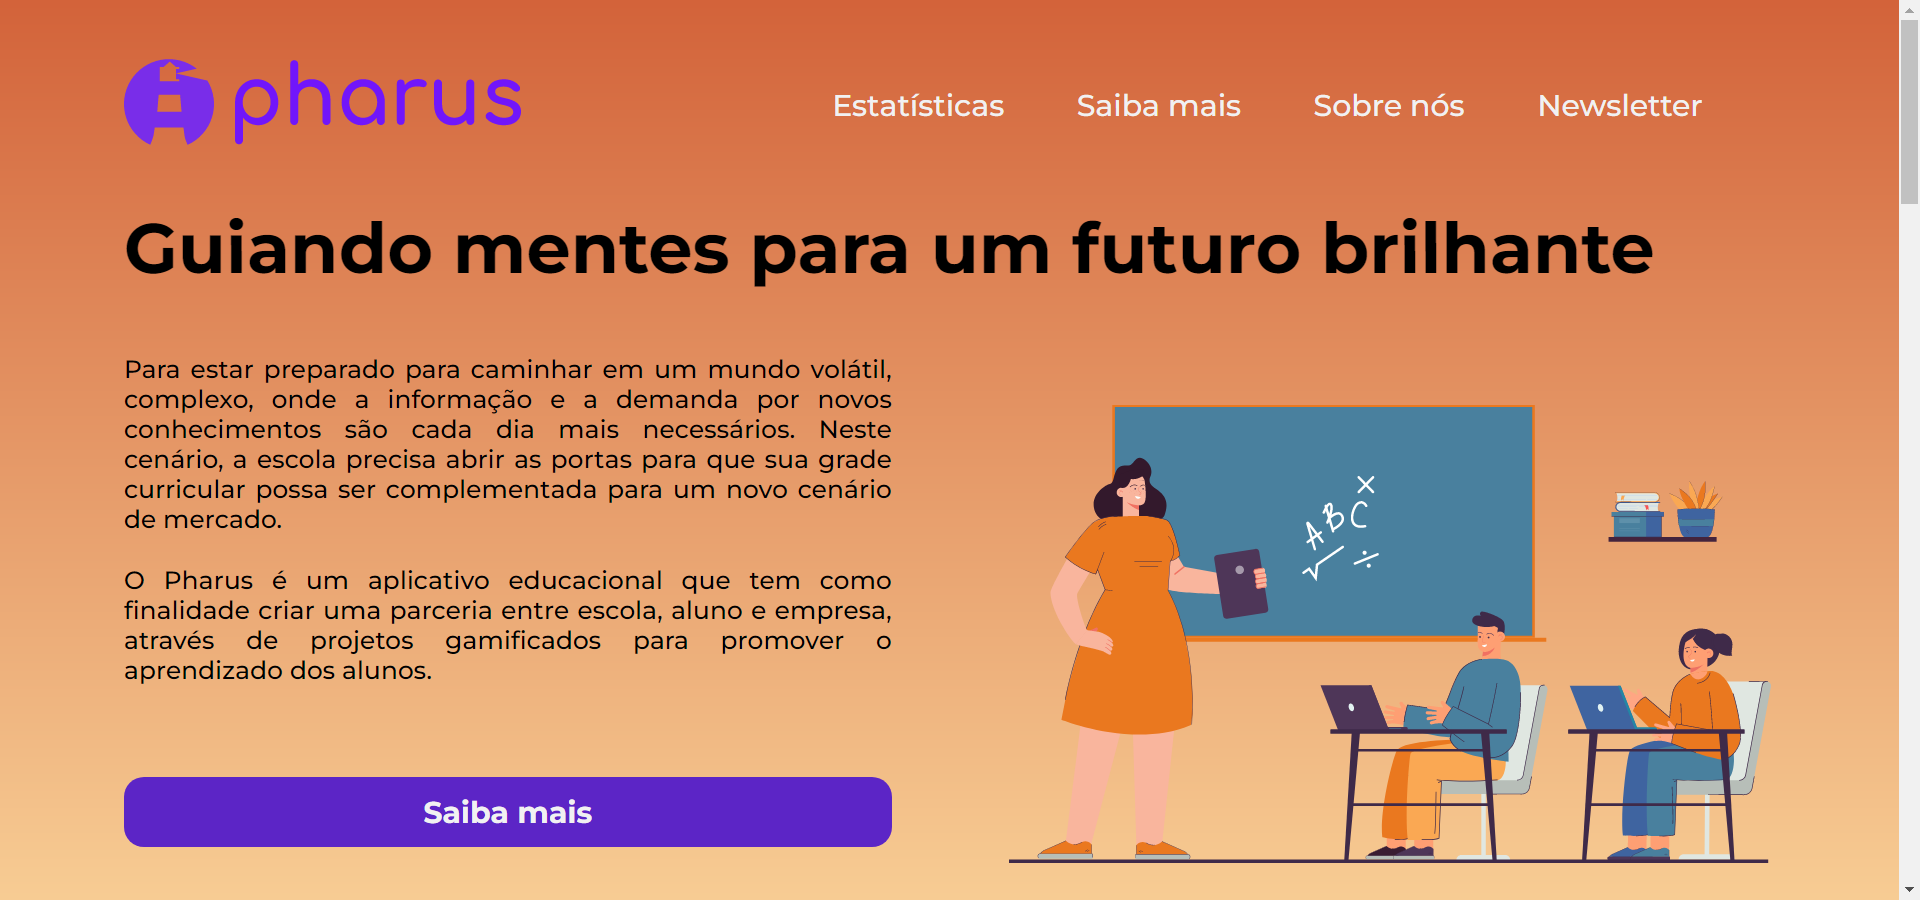 pharus
Estatísticas Saiba mais Sobre nós Newsletter
Guiando mentes para um futuro brilhante
Para estar preparado para caminhar em um mundo volátil,
complexo, onde a informação e a demanda por novos
conhecimentos são cada dia mais necessários. Neste
cenário, a escola precisa abrir as portas para que sua grade
curricular possa ser complementada para um novo cenário
de mercado.
O Pharus é um aplicativo educacional que tem como
finalidade criar uma parceria entre escola, aluno e empresa,
através de projetos gamificados para promover o
aprendizado dos alunos.
Saiba mais
×
ABC
√ ÷